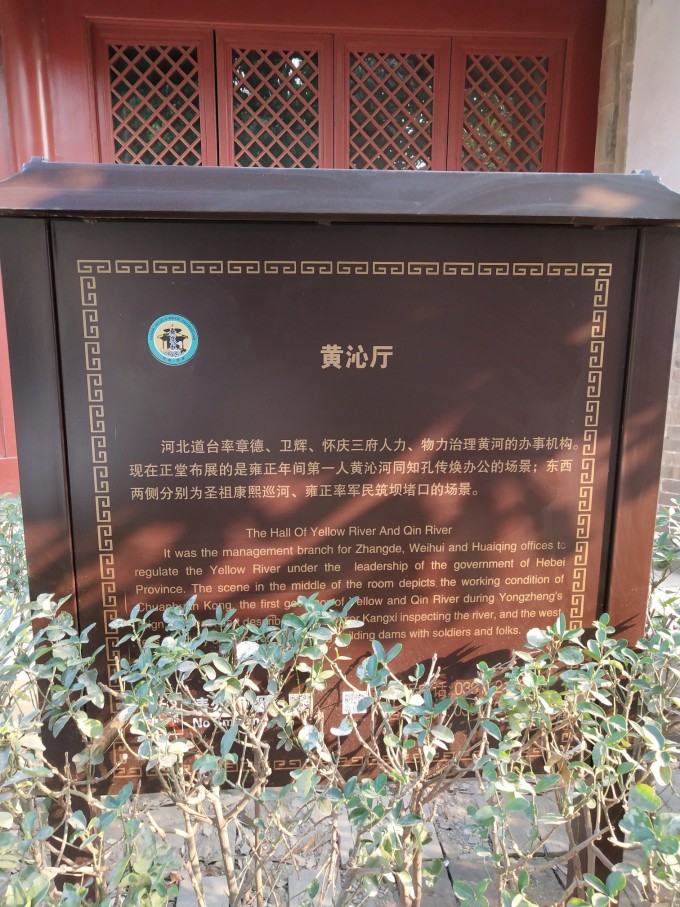 黄沁厅
河北道台率章德、卫辉、怀庆三府人力、物力治理黄河的办事机构。
现在正堂布展的是雍正年间第一人黄沁河同知孔传焕办公的场景；东西
两侧分别为圣祖康熙巡河、雍正率军民筑坝堵口的场景。
The Hall Of Yellow River And Qin River
It was the management branch for Zhangde, Weihui and Huaiqing offices to
regulate the Yellow River under the leadership of the government of Hebei
Province. The scene in the middle of the room depicts the working condition of
Kong, the first of Yellow and Qin River during Yongzheng's
Kangxi inspecting the river, and the west
dams with soldiers and folks.
No